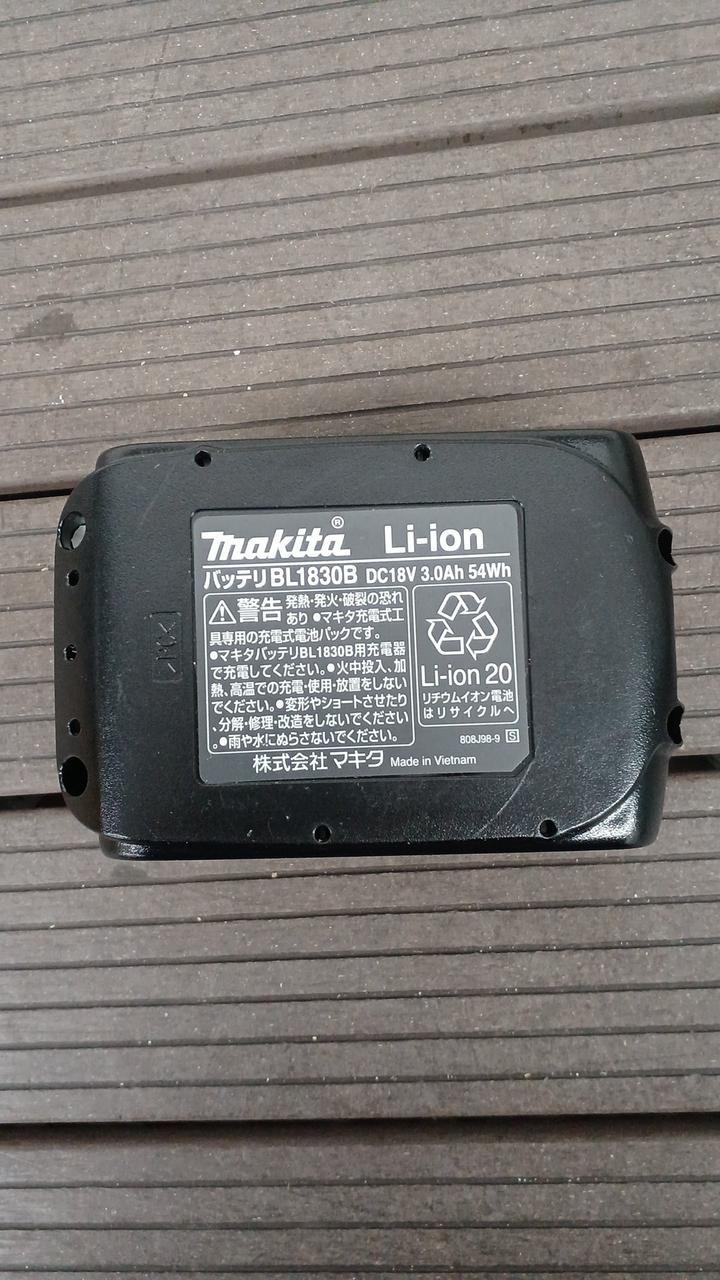 makita® Li-ion
バッテリBL1830B DC18V 3.0Ah 54Wh
警告 発熱・発火・破裂の恐れ
あり ●マキタ充電式工
具専用の充電式電池パックです。
●マキタバッテリBL1830B用充電器
で充電してください。●火中投入、加
熱、高温での充電・使用・放置をしない
でください。●変形やショートさせたり
、分解・修理・改造をしないでください
。●雨や水にぬらさないでください。
Li-ion 20
リチウムイオン電池
はリサイクルへ
808J98-9 S
株式会社マキタ Made in Vietnam